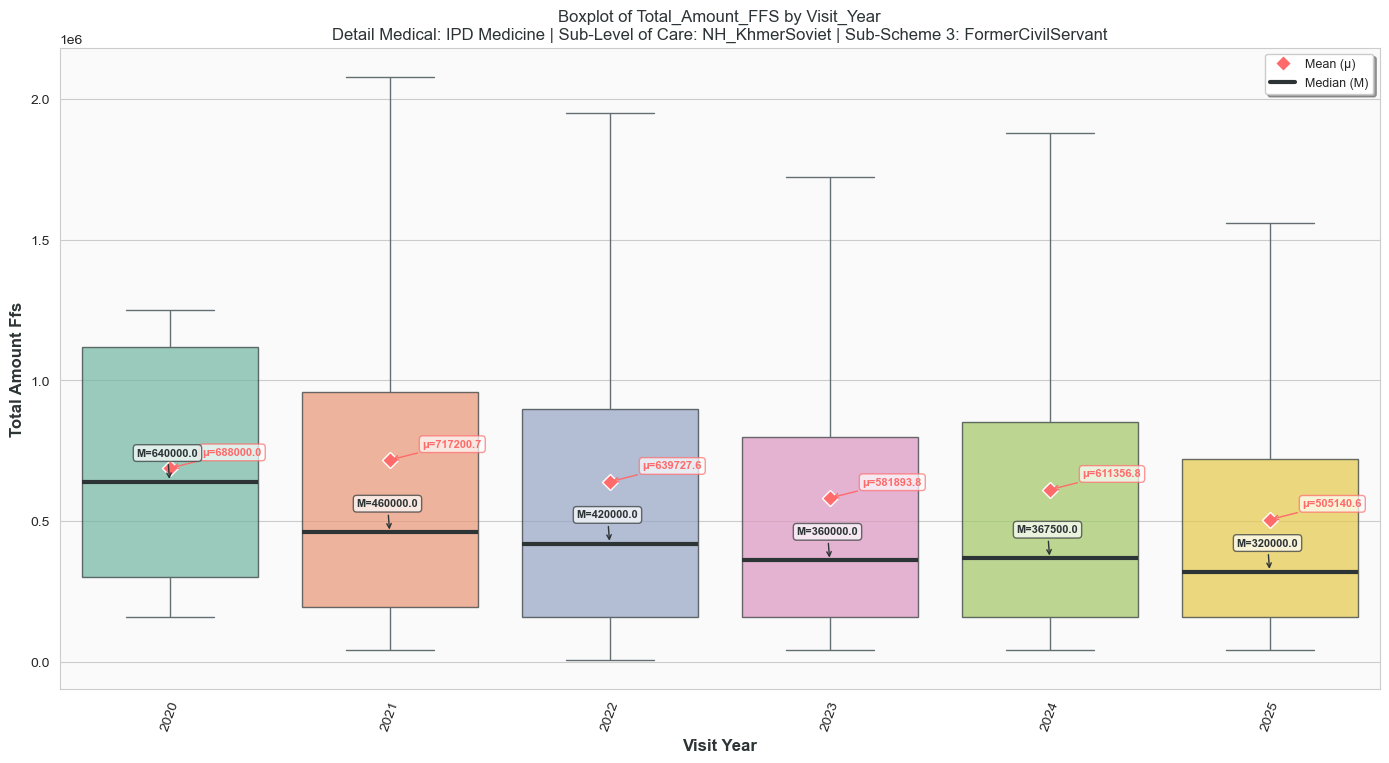 Boxplot of Total_Amount_FFS by Visit_Year
Detail Medical: IPD Medicine | Sub-Level of Care: NH_KhmerSoviet | Sub-Scheme 3: FormerCivilServant
1e6
Mean (μ)
Median (M)
2.0
1.5
1.0
0.5
0.0
Total Amount Ffs
M=640000.0
μ=688000.0
μ=717200.7
M=460000.0
μ=639727.6
M=420000.0
μ=581893.8
M=360000.0
μ=611356.8
M=367500.0
μ=505140.6
M=320000.0
2020
2021
2022
2023
2024
2025
Visit Year